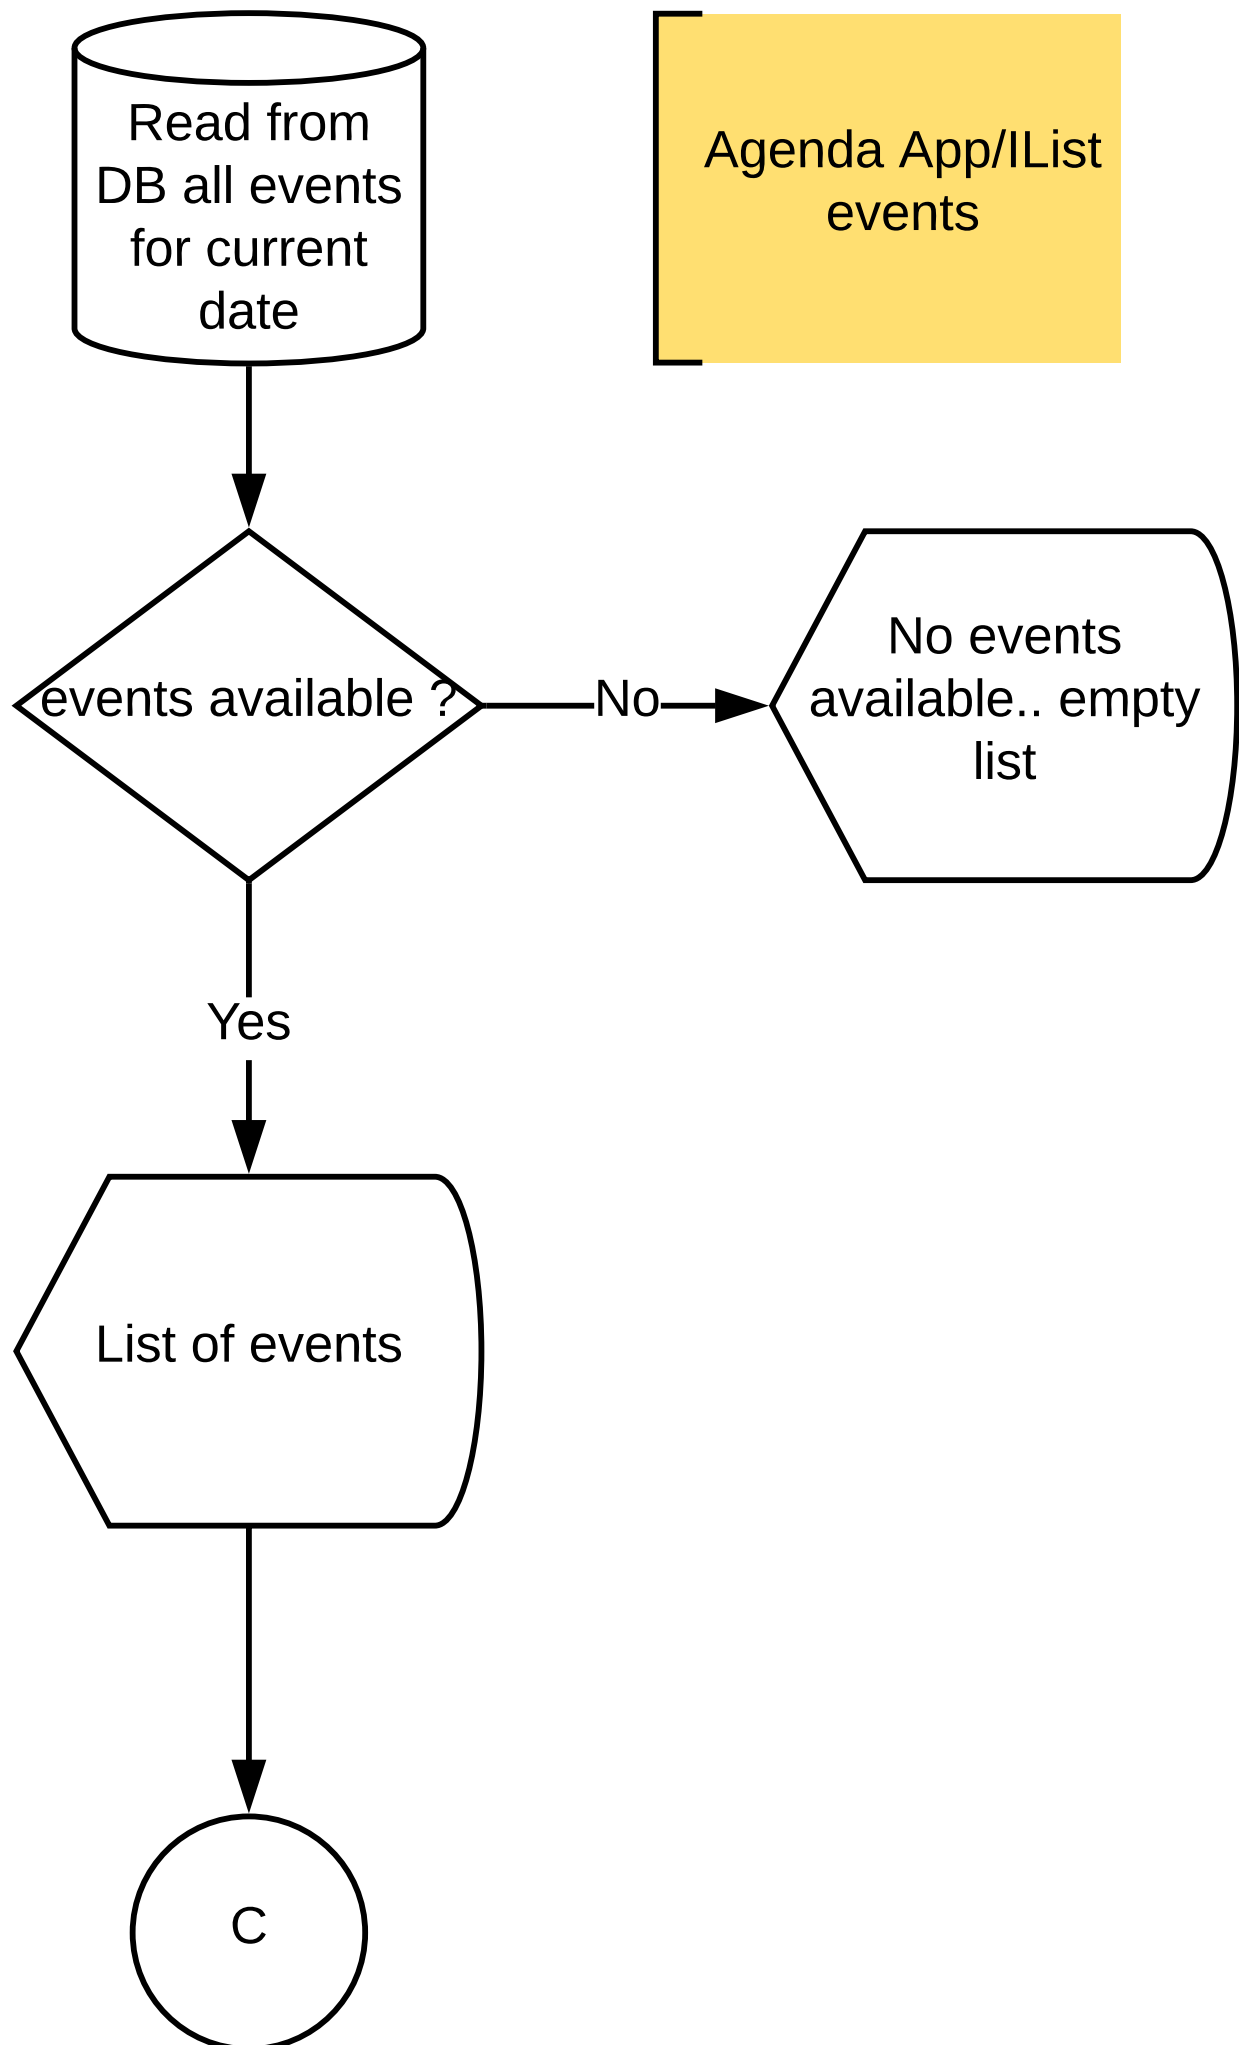 Read from
DB all events
for current
date
Agenda App/IList
events
events available ?
No
No events
available.. empty
list
Yes
List of events
C